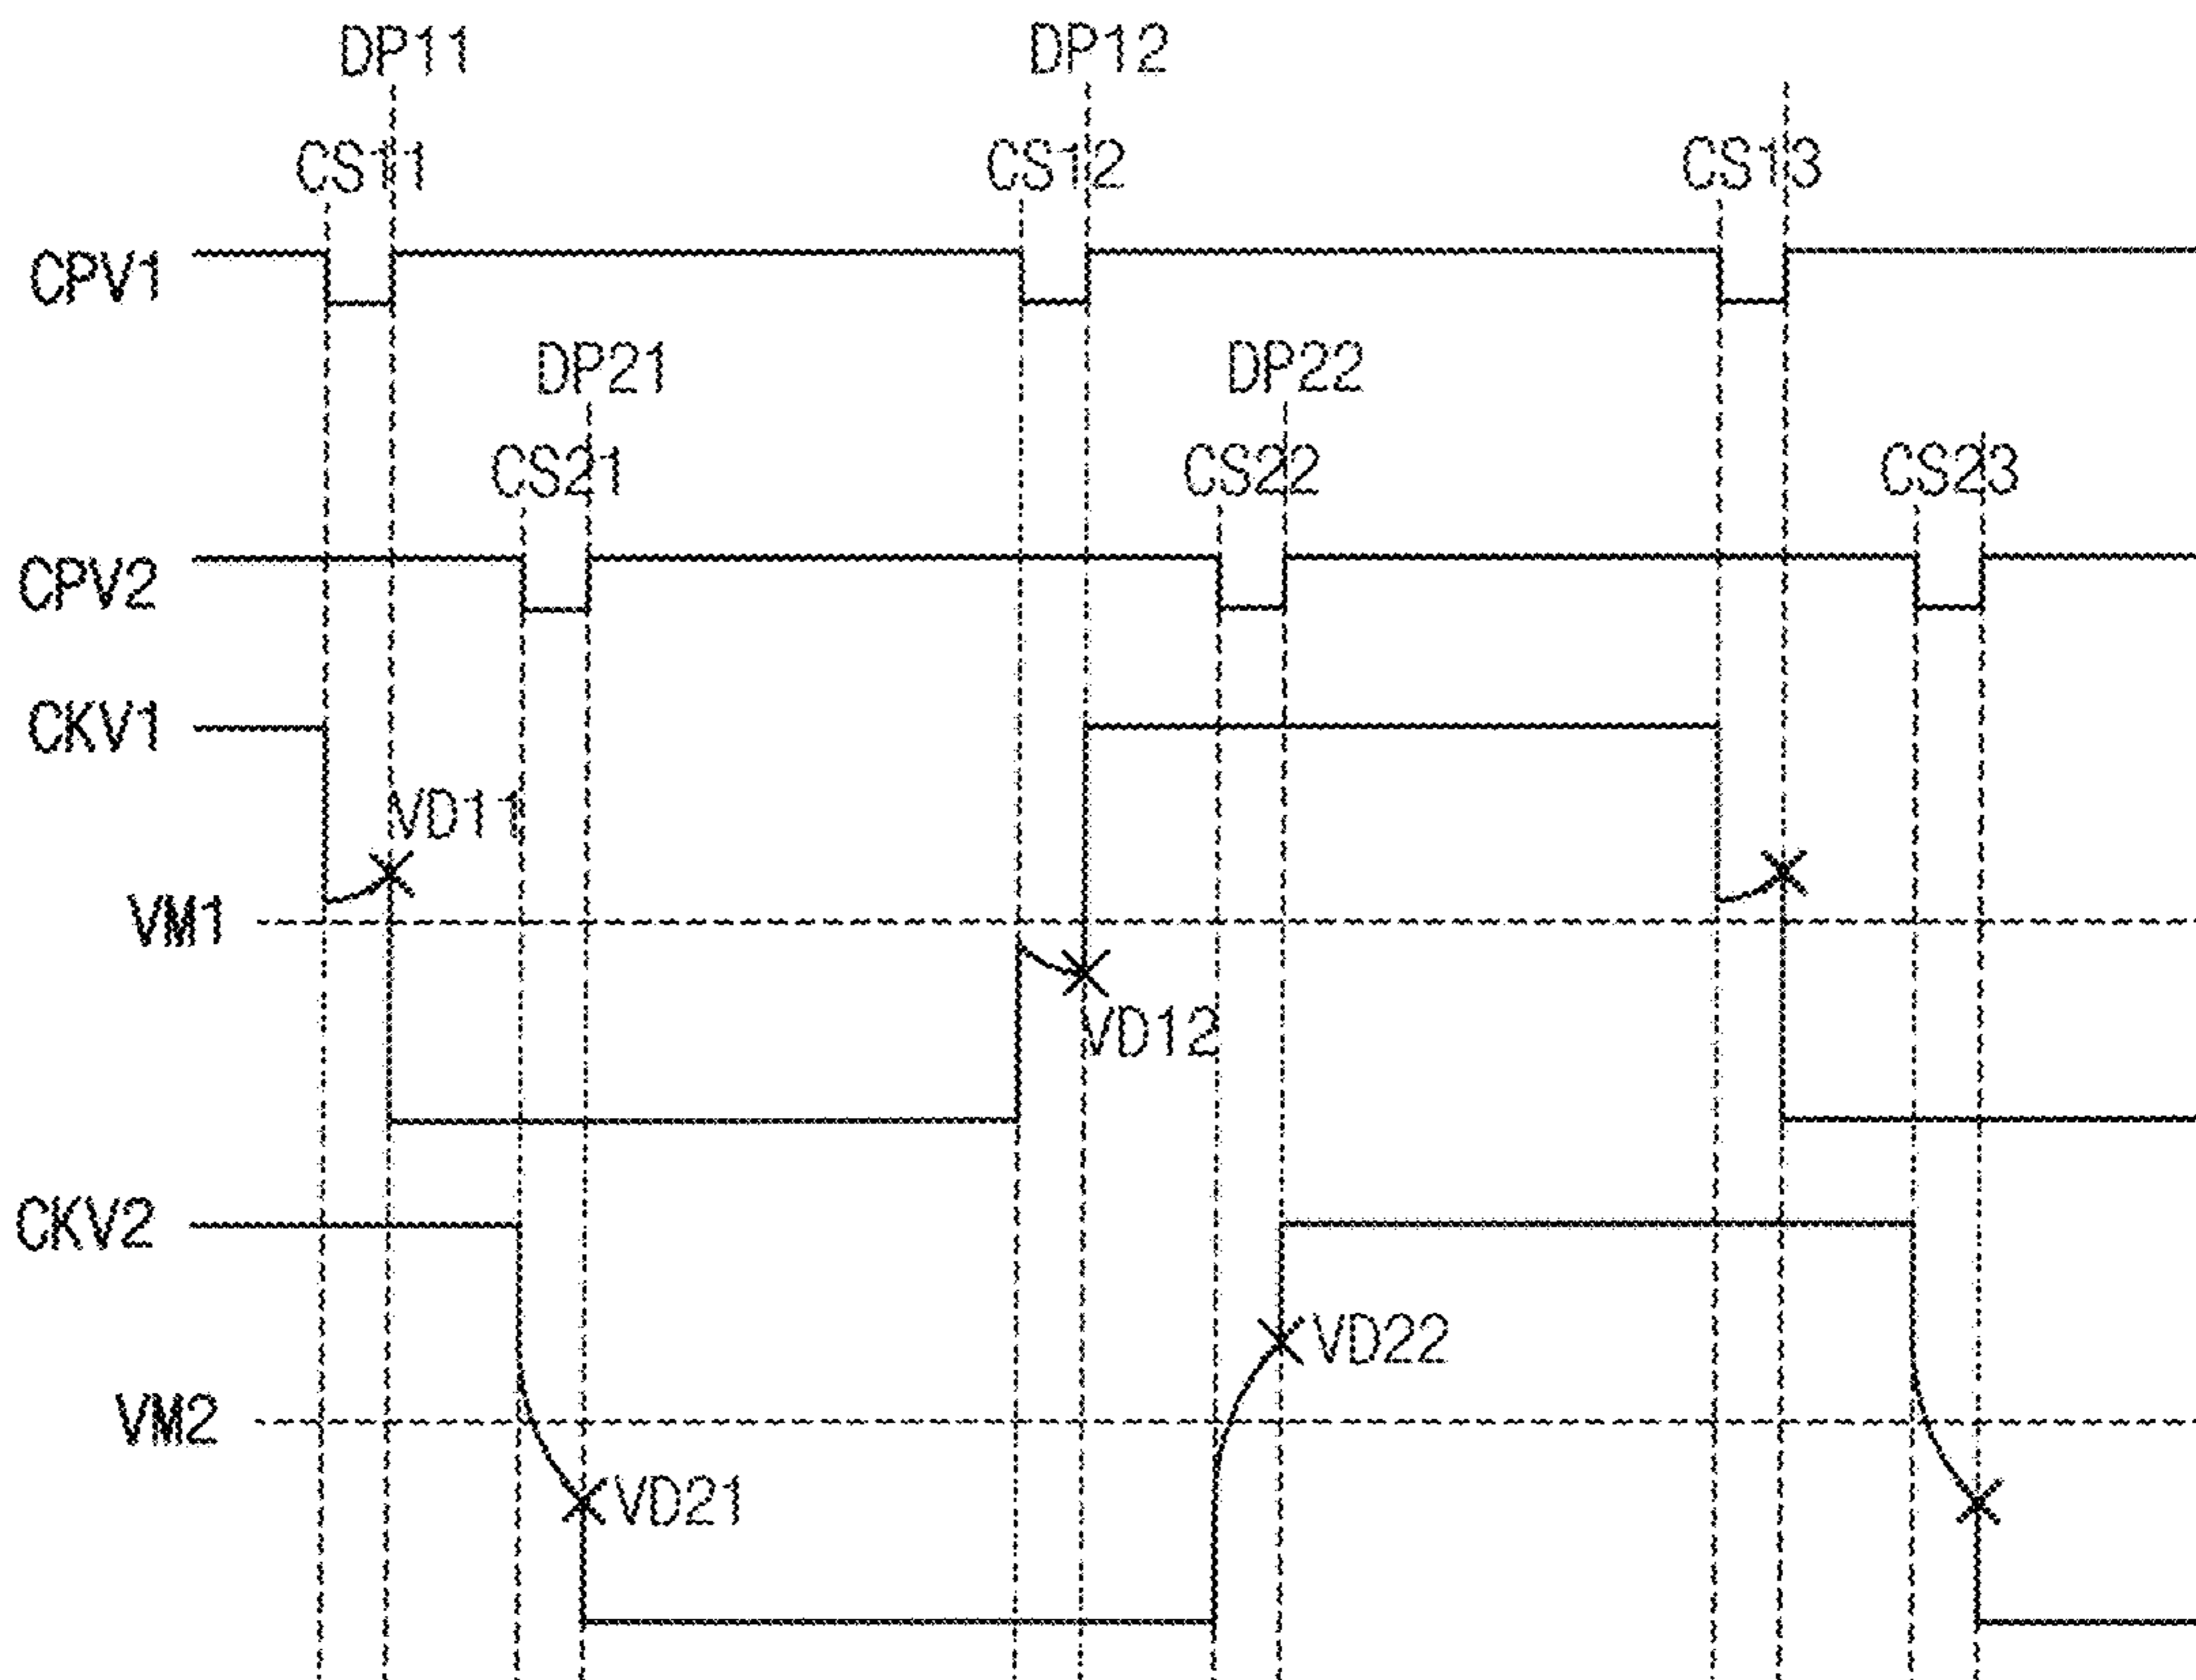 DP11 DP12
CS11 CS12 CS13
CPV1
DP21 DP22
CS21 CS22 CS23
CPV2
CKV1
VD11
VM1
VD12
CKV2
VD22
VM2
VD21